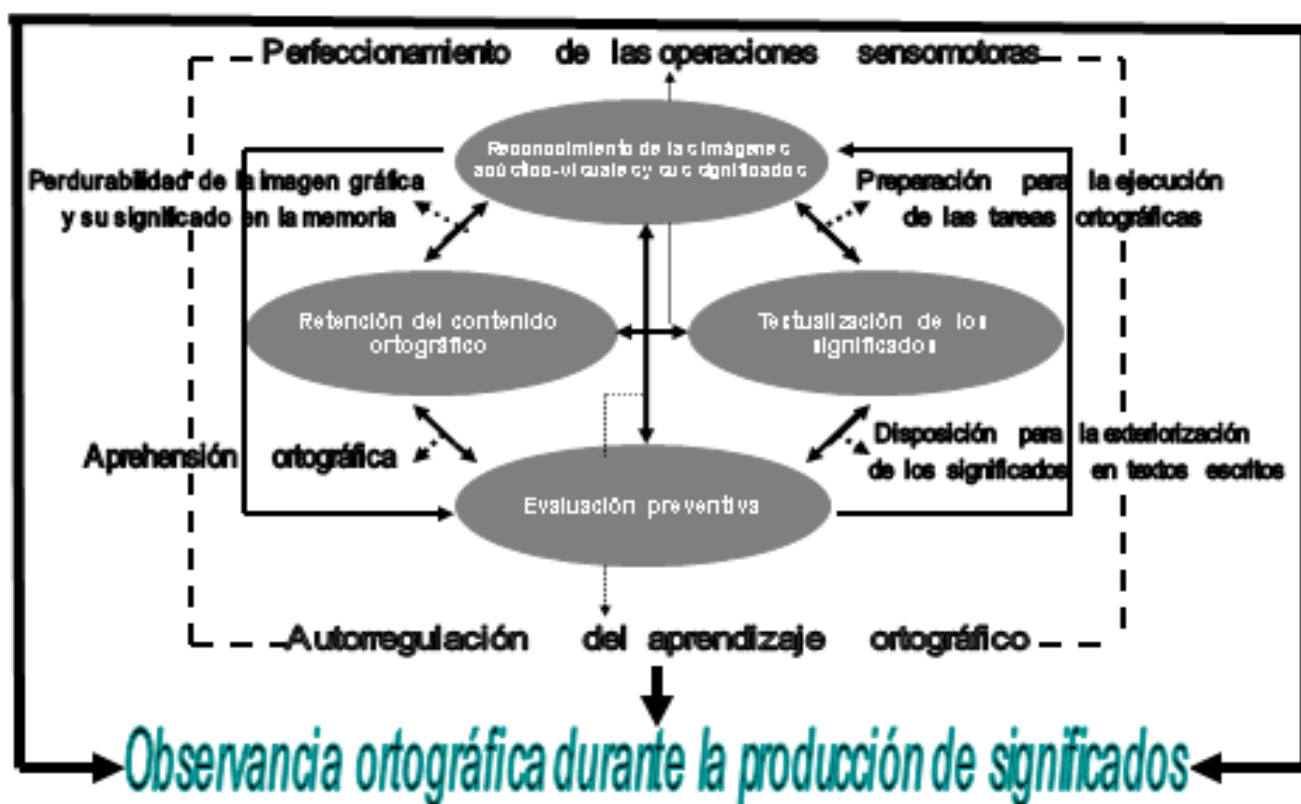 Perfeccionamiento de las operaciones sensomotoras
Reconocimiento de las imágenes
acústico-visuales y sus significados
Perdurabilidad de la imagen gráfica
y su significado en la memoria
Preparación para la ejecución
de las tareas ortográficas
Retención del contenido
ortográfico
Textualización de los
significados
Aprehensión ortográfica
Disposición para la exteriorización
de los significados en textos escritos
Evaluación preventiva
Autorregulación del aprendizaje ortográfico
Observancia ortográfica durante la producción de significados